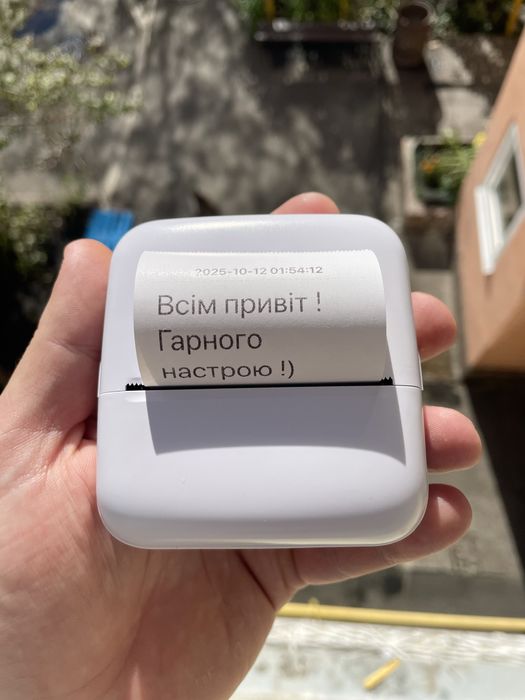 2025-10-12 01:54:12
Всім привіт !
Гарного
настрою !)